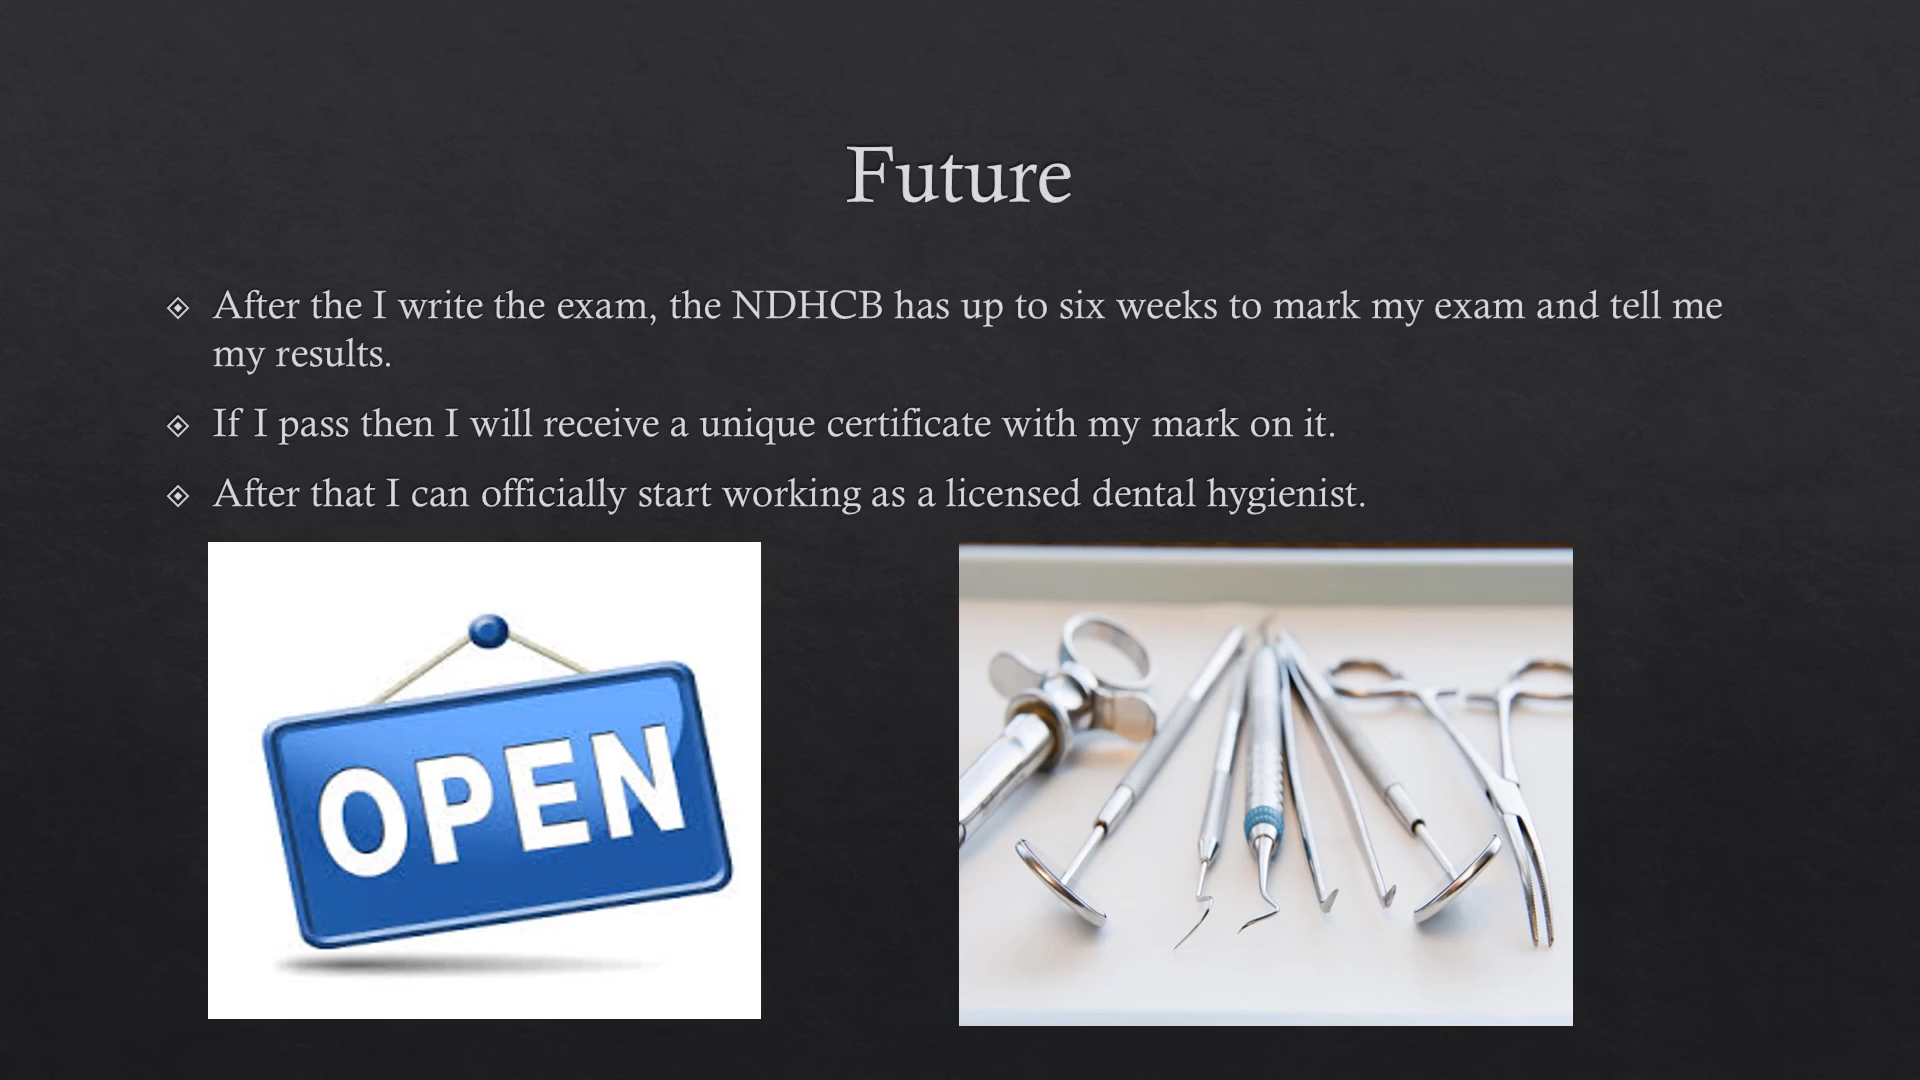 Future
After the I write the exam, the NDHCB has up to six weeks to mark my exam and tell me
my results.
If I pass then I will receive a unique certificate with my mark on it.
After that I can officially start working as a licensed dental hygienist.
OPEN